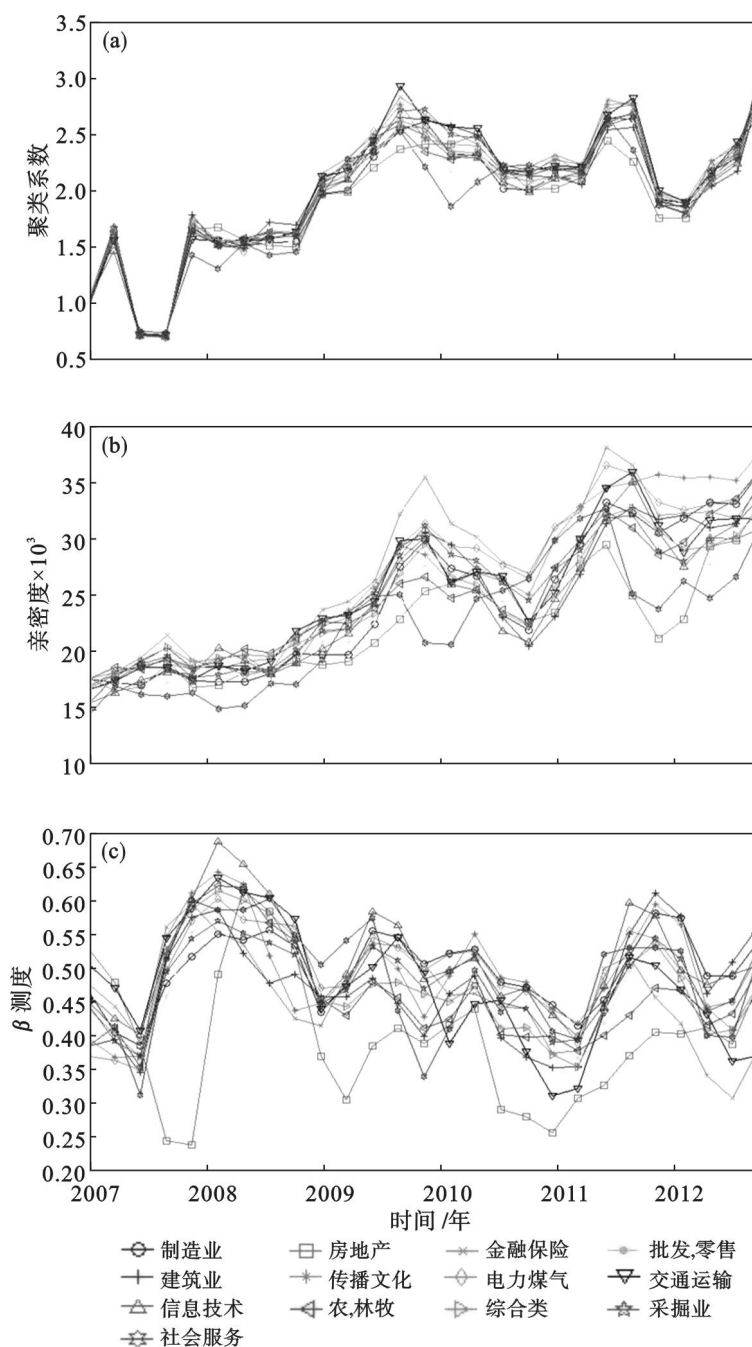 (a)
3.5
3.0
2.5
2.0
1.5
1.0
0.5
聚类系数
(b)
40
35
30
25
20
15
10
亲密度×10³
(c)
0.70
0.65
0.60
0.55
0.50
0.45
0.40
0.35
0.30
0.25
0.20
β 测度
2007 2008 2009 2010 2011 2012
时间/年
制造业 房地产 金融保险 批发,零售
建筑业 传播文化 电力煤气 交通运输
信息技术 农,林牧 综合类 采掘业
社会服务